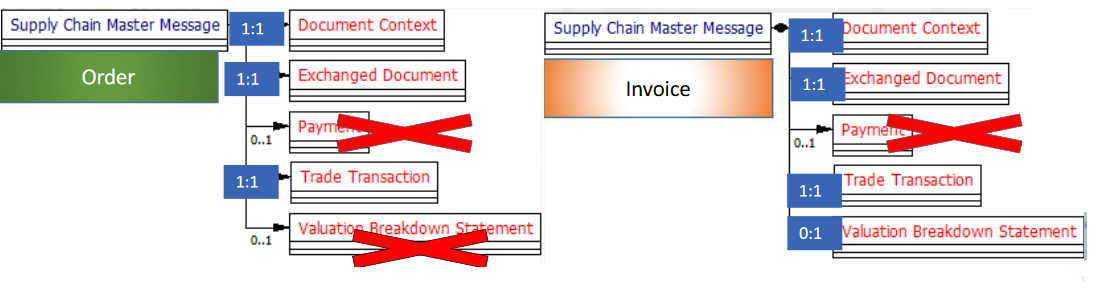 Supply Chain Master Message
1:1
Document Context
Order
1:1
Exchanged Document
0..1
Payment
1:1
Trade Transaction
0..1
Valuation Breakdown Statement
Supply Chain Master Message
1:1
Document Context
Invoice
1:1
Exchanged Document
0..1
Payment
1:1
Trade Transaction
0:1
Valuation Breakdown Statement